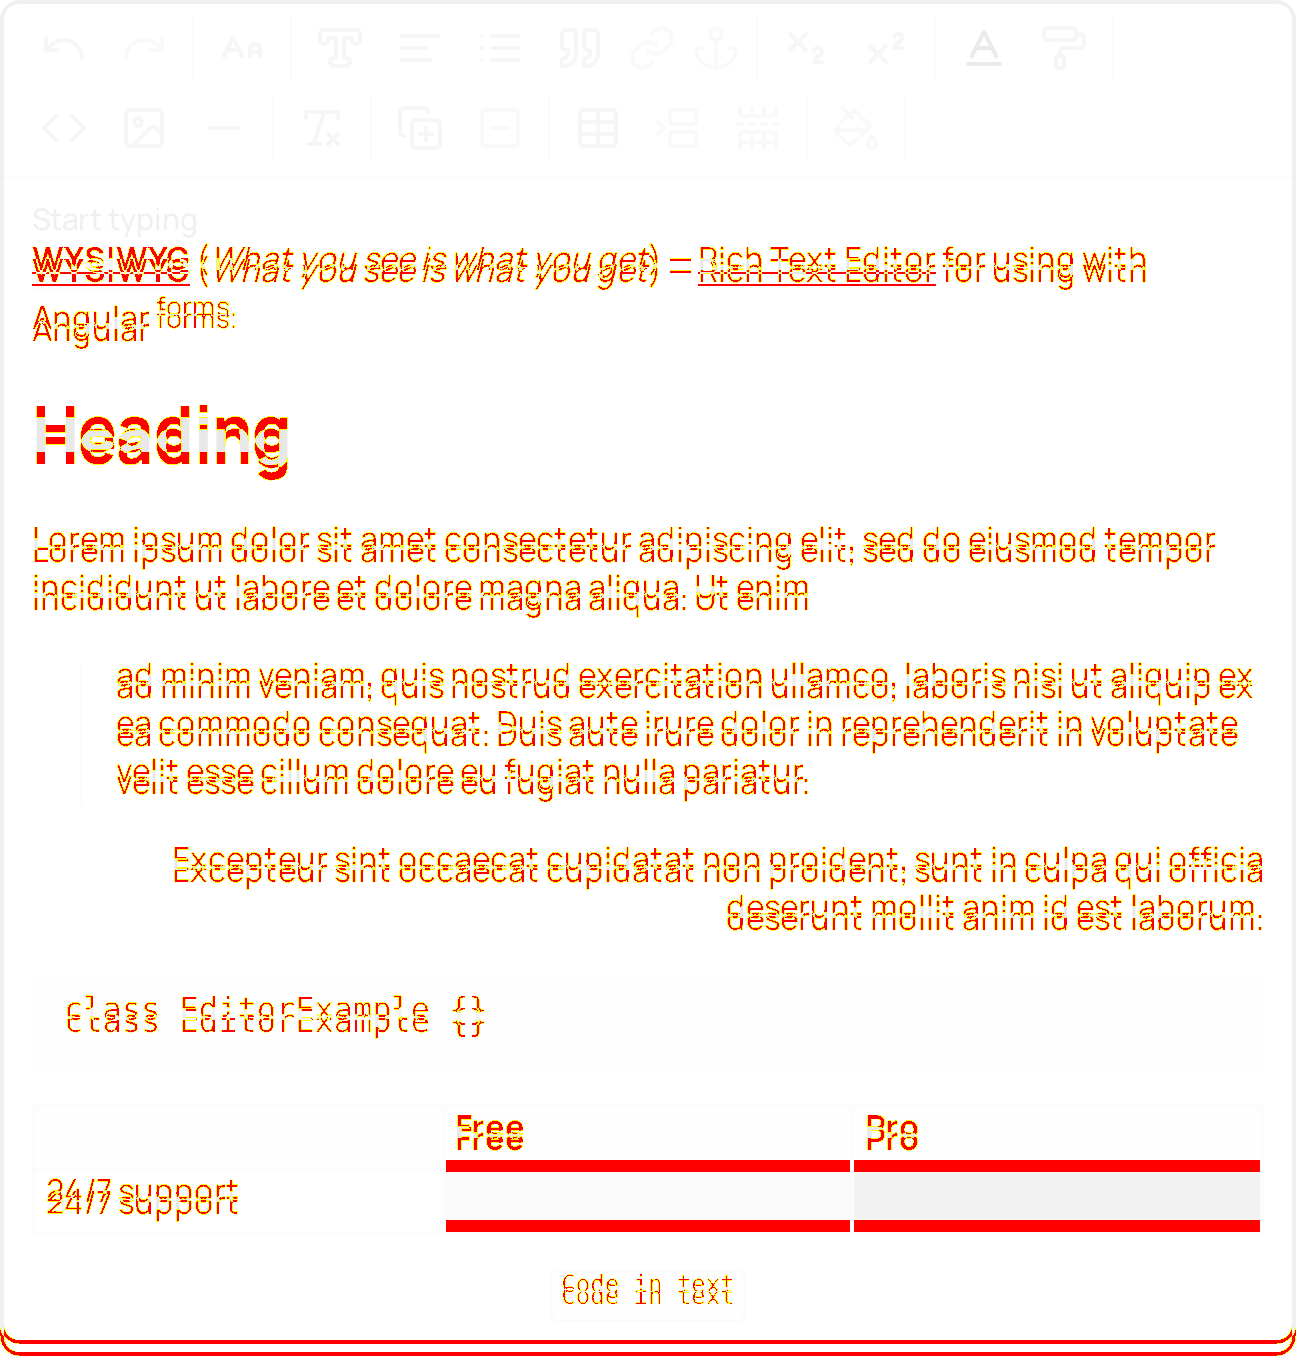 Start typing
WYSIWYG (What you see is what you get) — Rich Text Editor for using with
Angular forms.
Heading
Lorem ipsum dolor sit amet consectetur adipiscing elit, sed do eiusmod tempor
incididunt ut labore et dolore magna aliqua. Ut enim
ad minim veniam, quis nostrud exercitation ullamco, laboris nisi ut aliquip ex
ea commodo consequat. Duis aute irure dolor in reprehenderit in voluptate
velit esse cillum dolore eu fugiat nulla pariatur.
Excepteur sint occaecat cupidatat non proident, sunt in culpa qui officia
deserunt mollit anim id est laborum.
class EditorExample {}
Free Pro
24/7 support
Code in text